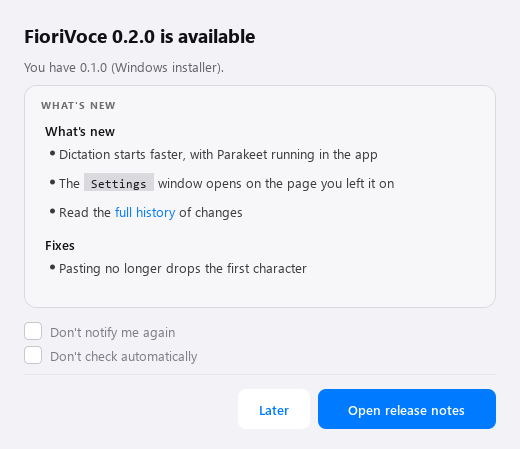 FioriVoce 0.2.0 is available
You have 0.1.0 (Windows installer).
WHAT'S NEW
What's new
• Dictation starts faster, with Parakeet running in the app
• The Settings window opens on the page you left it on
• Read the full history of changes
Fixes
• Pasting no longer drops the first character
Don't notify me again
Don't check automatically
Later
Open release notes